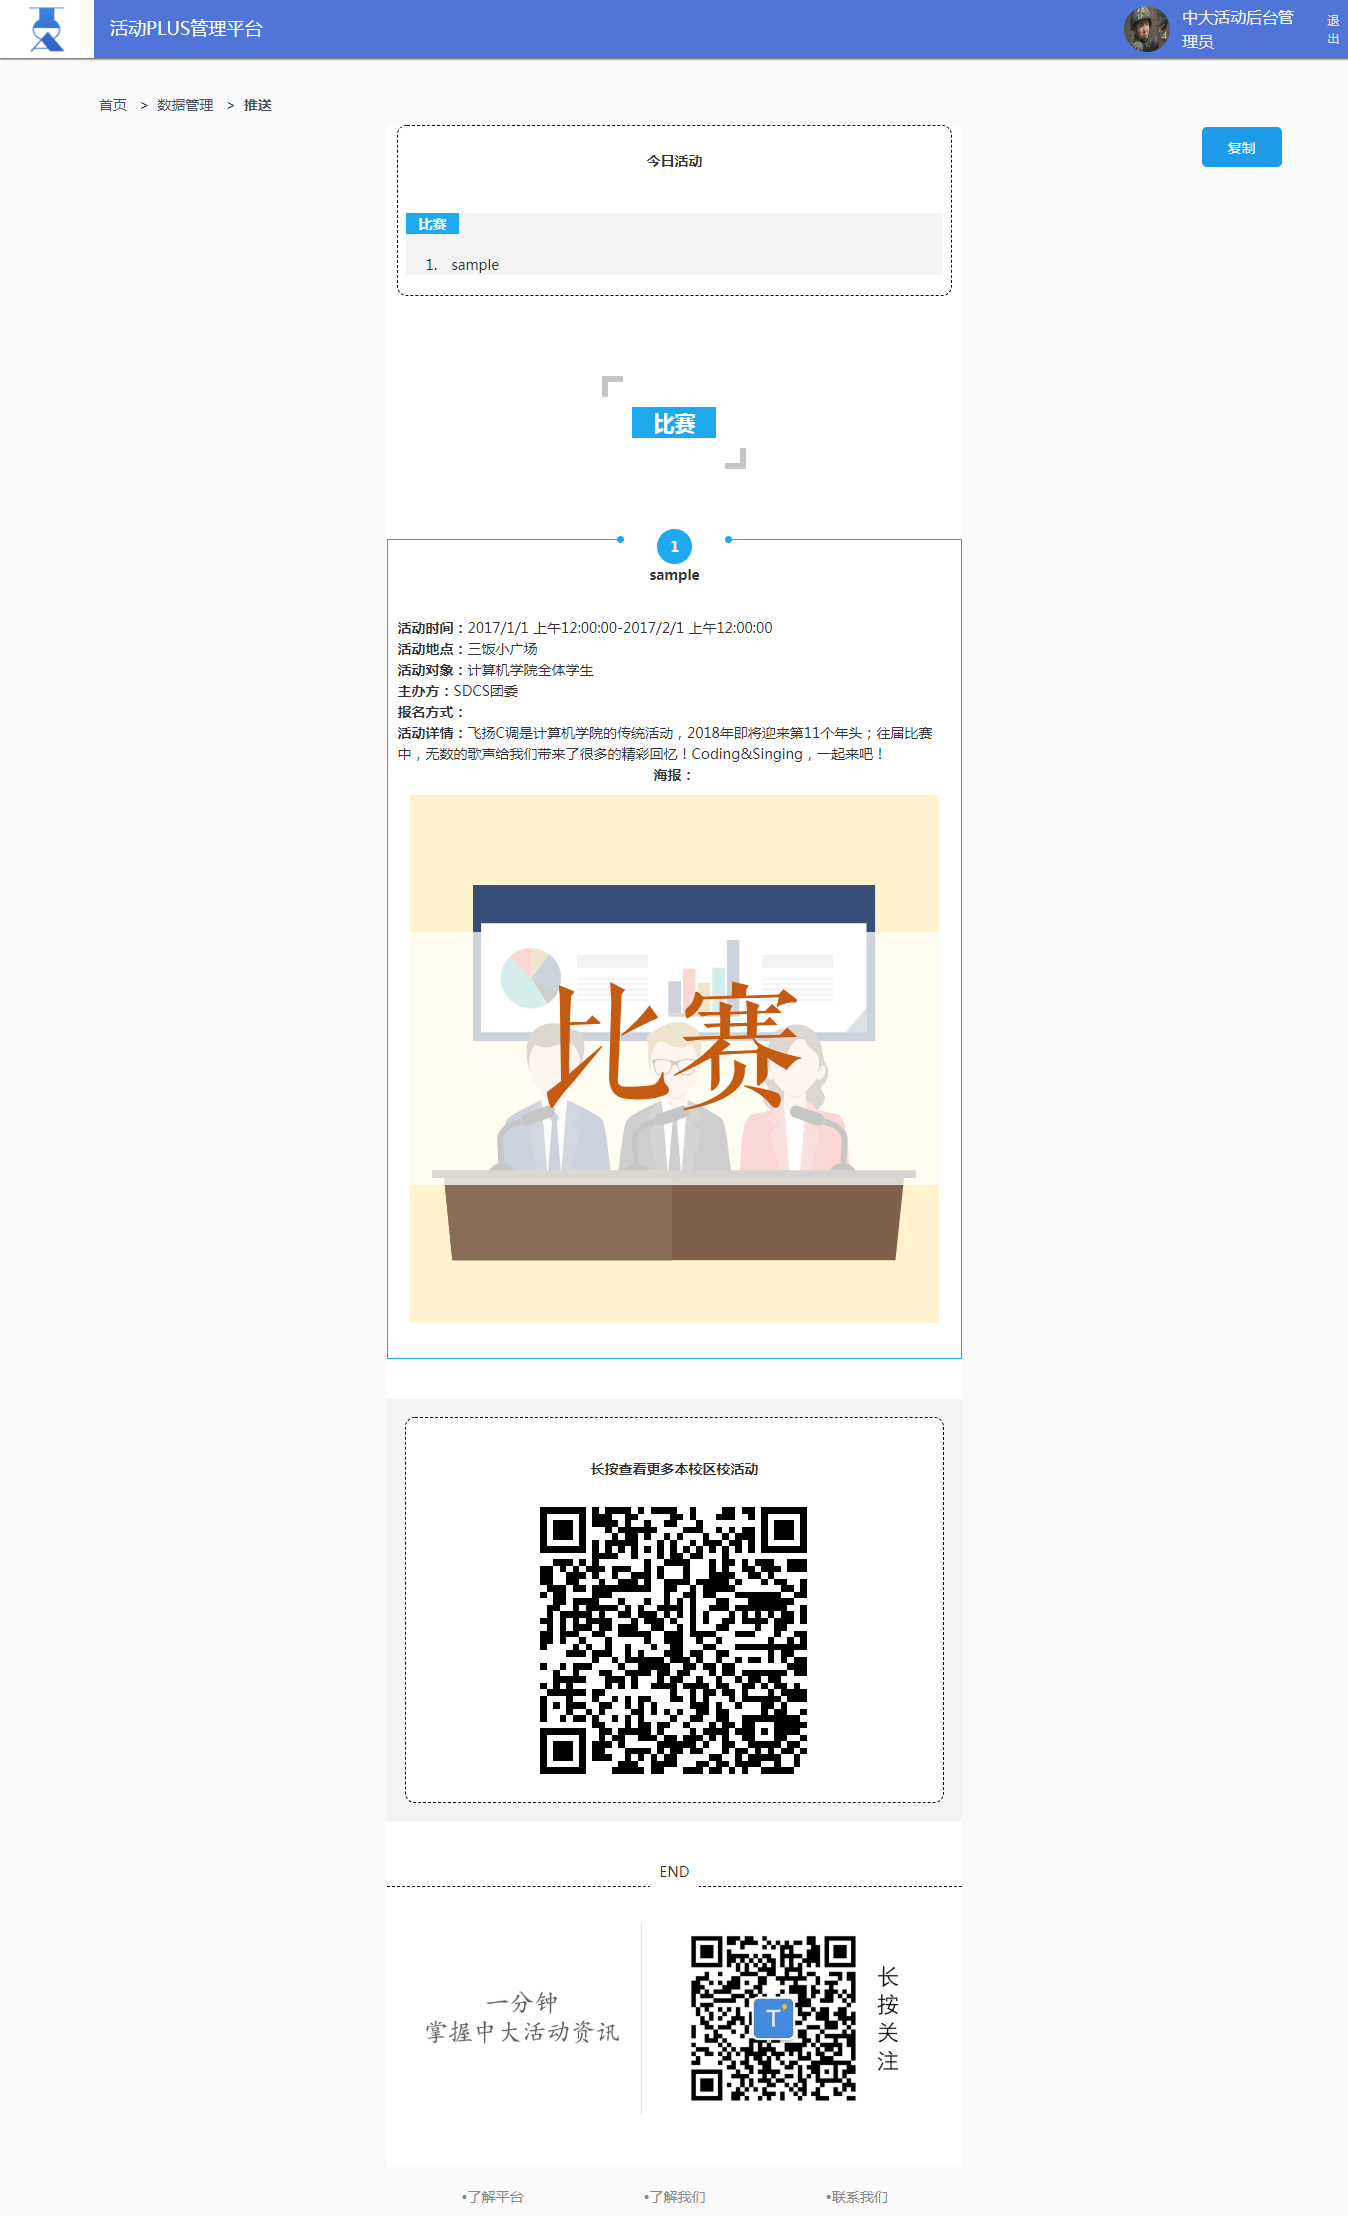 活动PLUS管理平台
中大活动后台管
理员
退
出
首页 > 数据管理 > 推送
复制
今日活动
比赛
1. sample
比赛
1
sample
活动时间：2017/1/1 上午12:00:00-2017/2/1 上午12:00:00
活动地点：三饭小广场
活动对象：计算机学院全体学生
主办方：SDCS团委
报名方式：
活动详情：飞扬C调是计算机学院的传统活动，2018年即将迎来第11个年头；往届比赛
中，无数的歌声给我们带来了很多的精彩回忆！Coding&Singing，一起来吧！
海报：
比赛
长按查看更多本校区校活动
END
一分钟
掌握中大活动资讯
T
长
按
关
注
•了解平台
•了解我们
•联系我们